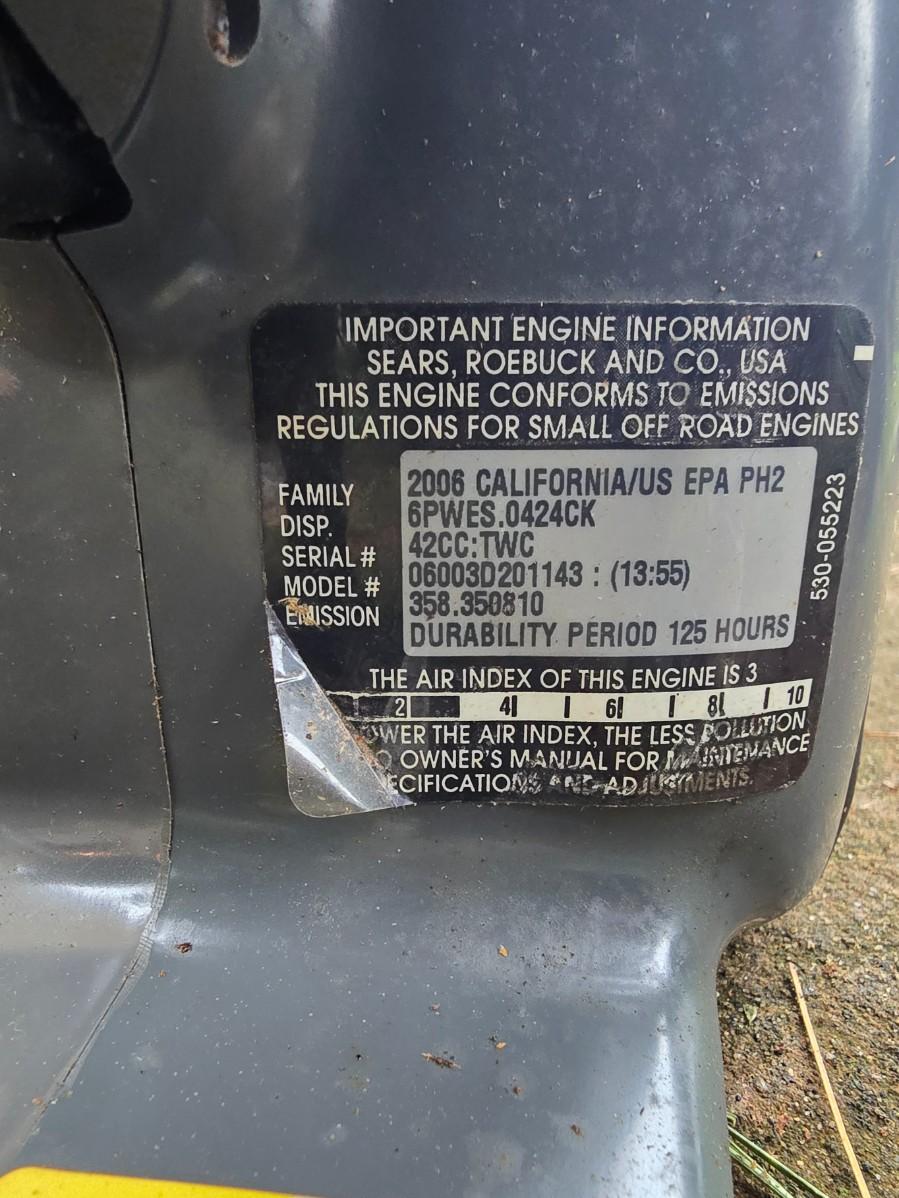 IMPORTANT ENGINE INFORMATION
SEARS, ROEBUCK AND CO., USA
THIS ENGINE CONFORMS TO EMISSIONS
REGULATIONS FOR SMALL OFF ROAD ENGINES
2006 CALIFORNIA/US EPA PH2
FAMILY 6PWES.0424CK
DISP. 42CC:TWC
SERIAL # 06003D201143 : (13:55)
MODEL # 358.350810
EMISSION DURABILITY PERIOD 125 HOURS
530-055223
THE AIR INDEX OF THIS ENGINE IS 3
2 4 6 8 10
WER THE AIR INDEX, THE LESS POLLUTION
O OWNER'S MANUAL FOR MAINTENANCE
ECIFICATIONS AND ADJUSTMENTS.